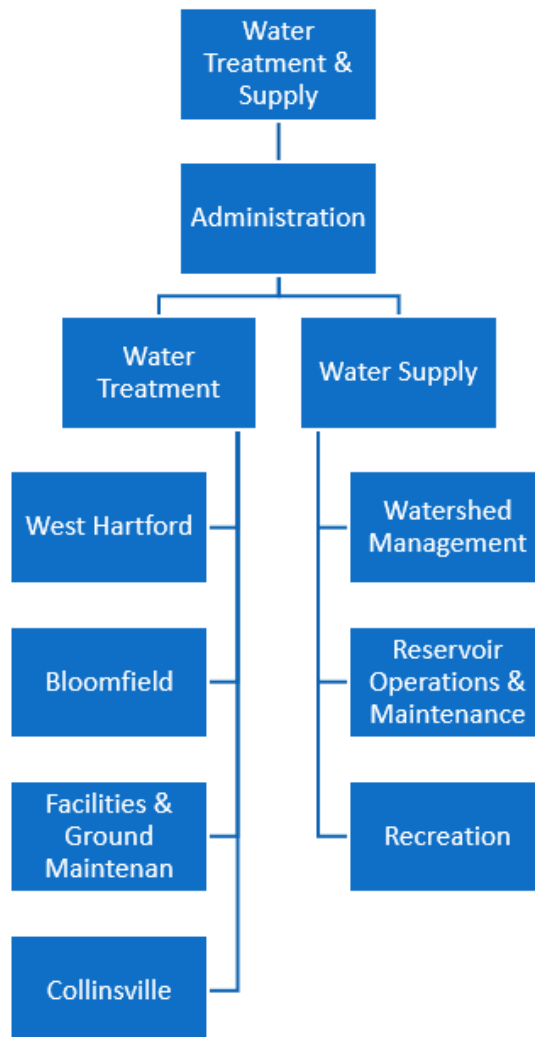 Water
Treatment &
Supply
Administration
Water
Treatment
Water Supply
West Hartford
Bloomfield
Facilities &
Ground
Maintenan
Collinsville
Watershed
Management
Reservoir
Operations &
Maintenance
Recreation